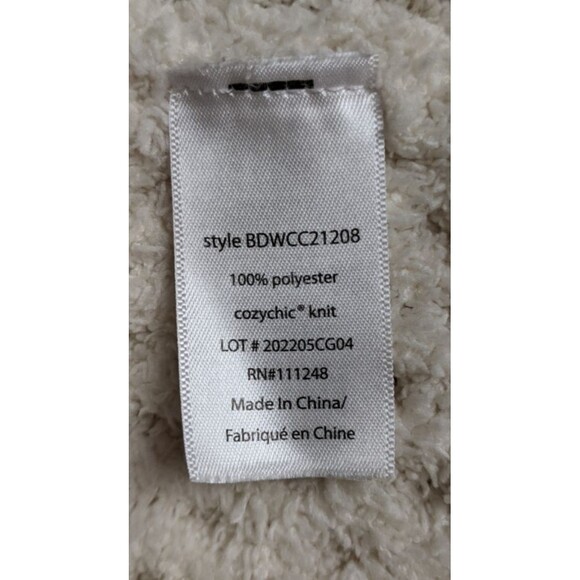 style BDWCC21208
100% polyester
cozychic® knit
LOT # 202205CG04
RN#111248
Made In China/
Fabriqué en Chine